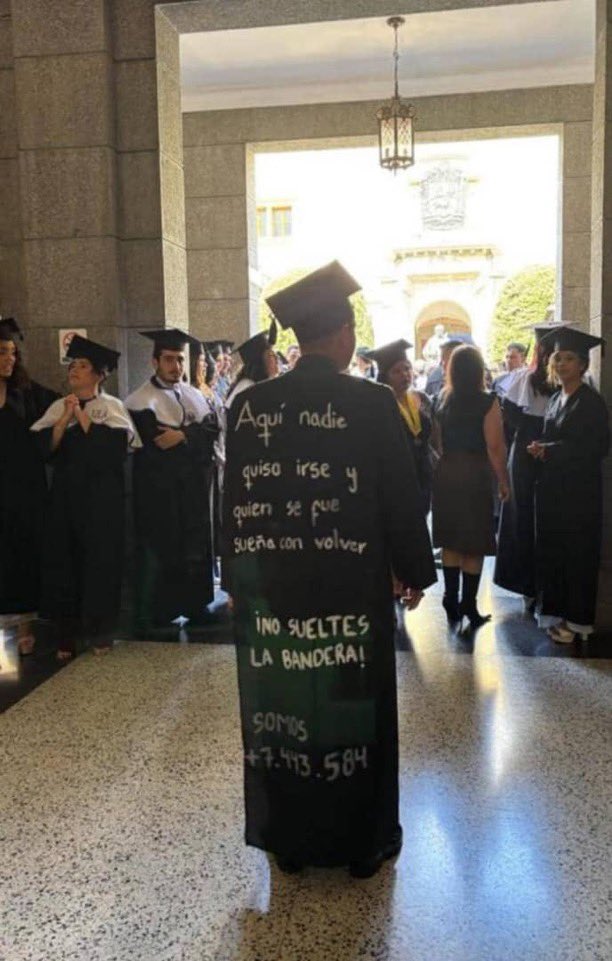 Aquí nadie
quiso irse y
quien se fue
sueña con volver
¡NO SUELTES
LA BANDERA!
SOMOS
+7.443.584